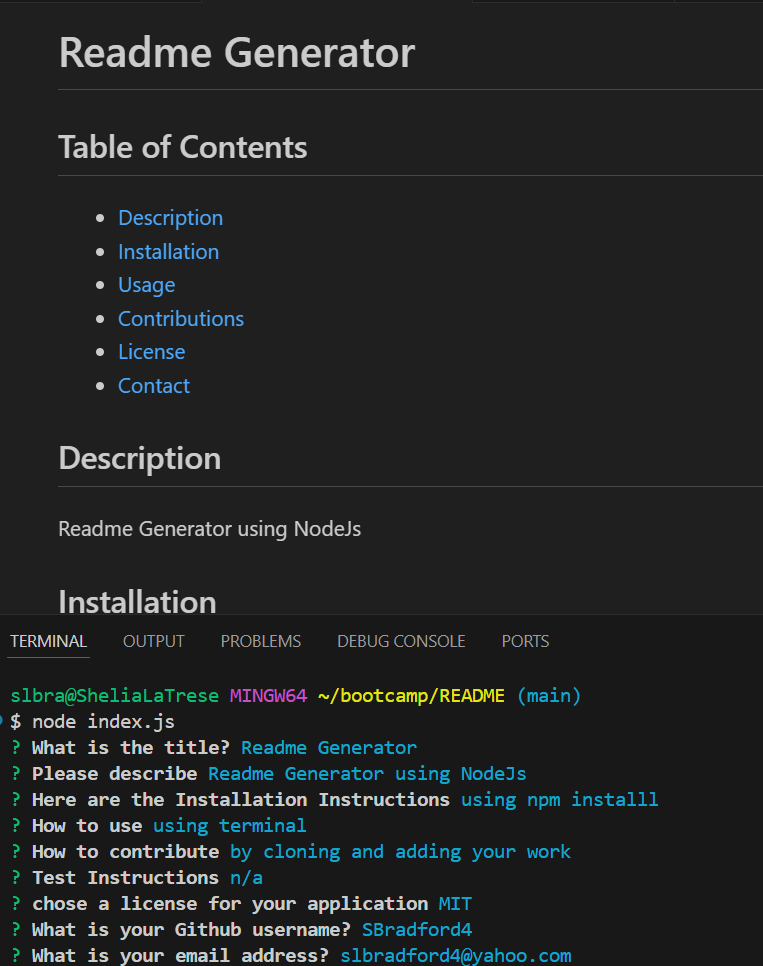 Readme Generator
Table of Contents
Description
Installation
Usage
Contributions
License
Contact
Description
Readme Generator using NodeJs
Installation
TERMINAL OUTPUT PROBLEMS DEBUG CONSOLE PORTS
slbra@SheliaLaTrese MINGW64 ~/bootcamp/README (main)
$ node index.js
? What is the title? Readme Generator
? Please describe Readme Generator using NodeJs
? Here are the Installation Instructions using npm installl
? How to use using terminal
? How to contribute by cloning and adding your work
? Test Instructions n/a
? chose a license for your application MIT
? What is your Github username? SBradford4
? What is your email address? slbradford4@yahoo.com